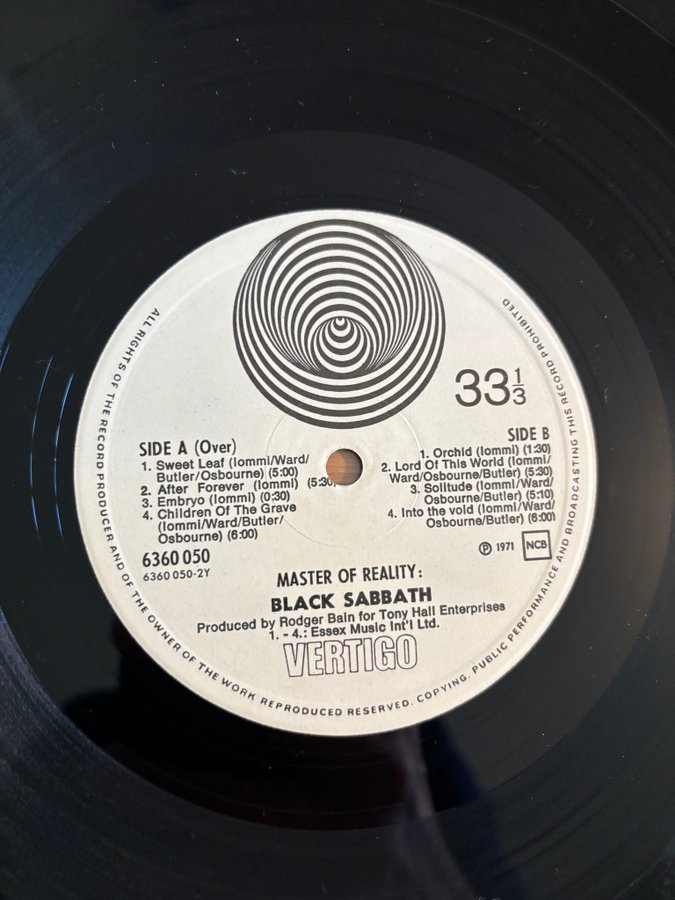 ALL RIGHTS OF THE RECORD PRODUCER AND OF THE OWNER OF THE WORK REPRODUCED RESERVED. COPYING, PUBLIC PERFORMANCE AND BROADCASTING THIS RECORD PROHIBITED
33 1/3
SIDE A (Over)
1. Sweet Leaf (Iommi/Ward/
Butler/Osbourne) (5:00)
2. After Forever (Iommi) (5:30)
3. Embryo (Iommi) (0:30)
4. Children Of The Grave
(Iommi/Ward/Butler/
Osbourne) (6:00)
6360 050
6360 050-2Y
SIDE B
1. Orchid (Iommi) (1:30)
2. Lord Of This World (Iommi/
Ward/Osbourne/Butler) (5:30)
3. Solitude (Iommi/Ward/
Osbourne/Butler) (5:10)
4. Into the void (Iommi/Ward/
Osbourne/Butler) (6:00)
℗ 1971 NCB
MASTER OF REALITY:
BLACK SABBATH
Produced by Rodger Bain for Tony Hall Enterprises
1. - 4.: Essex Music Int'l Ltd.
VERTIGO